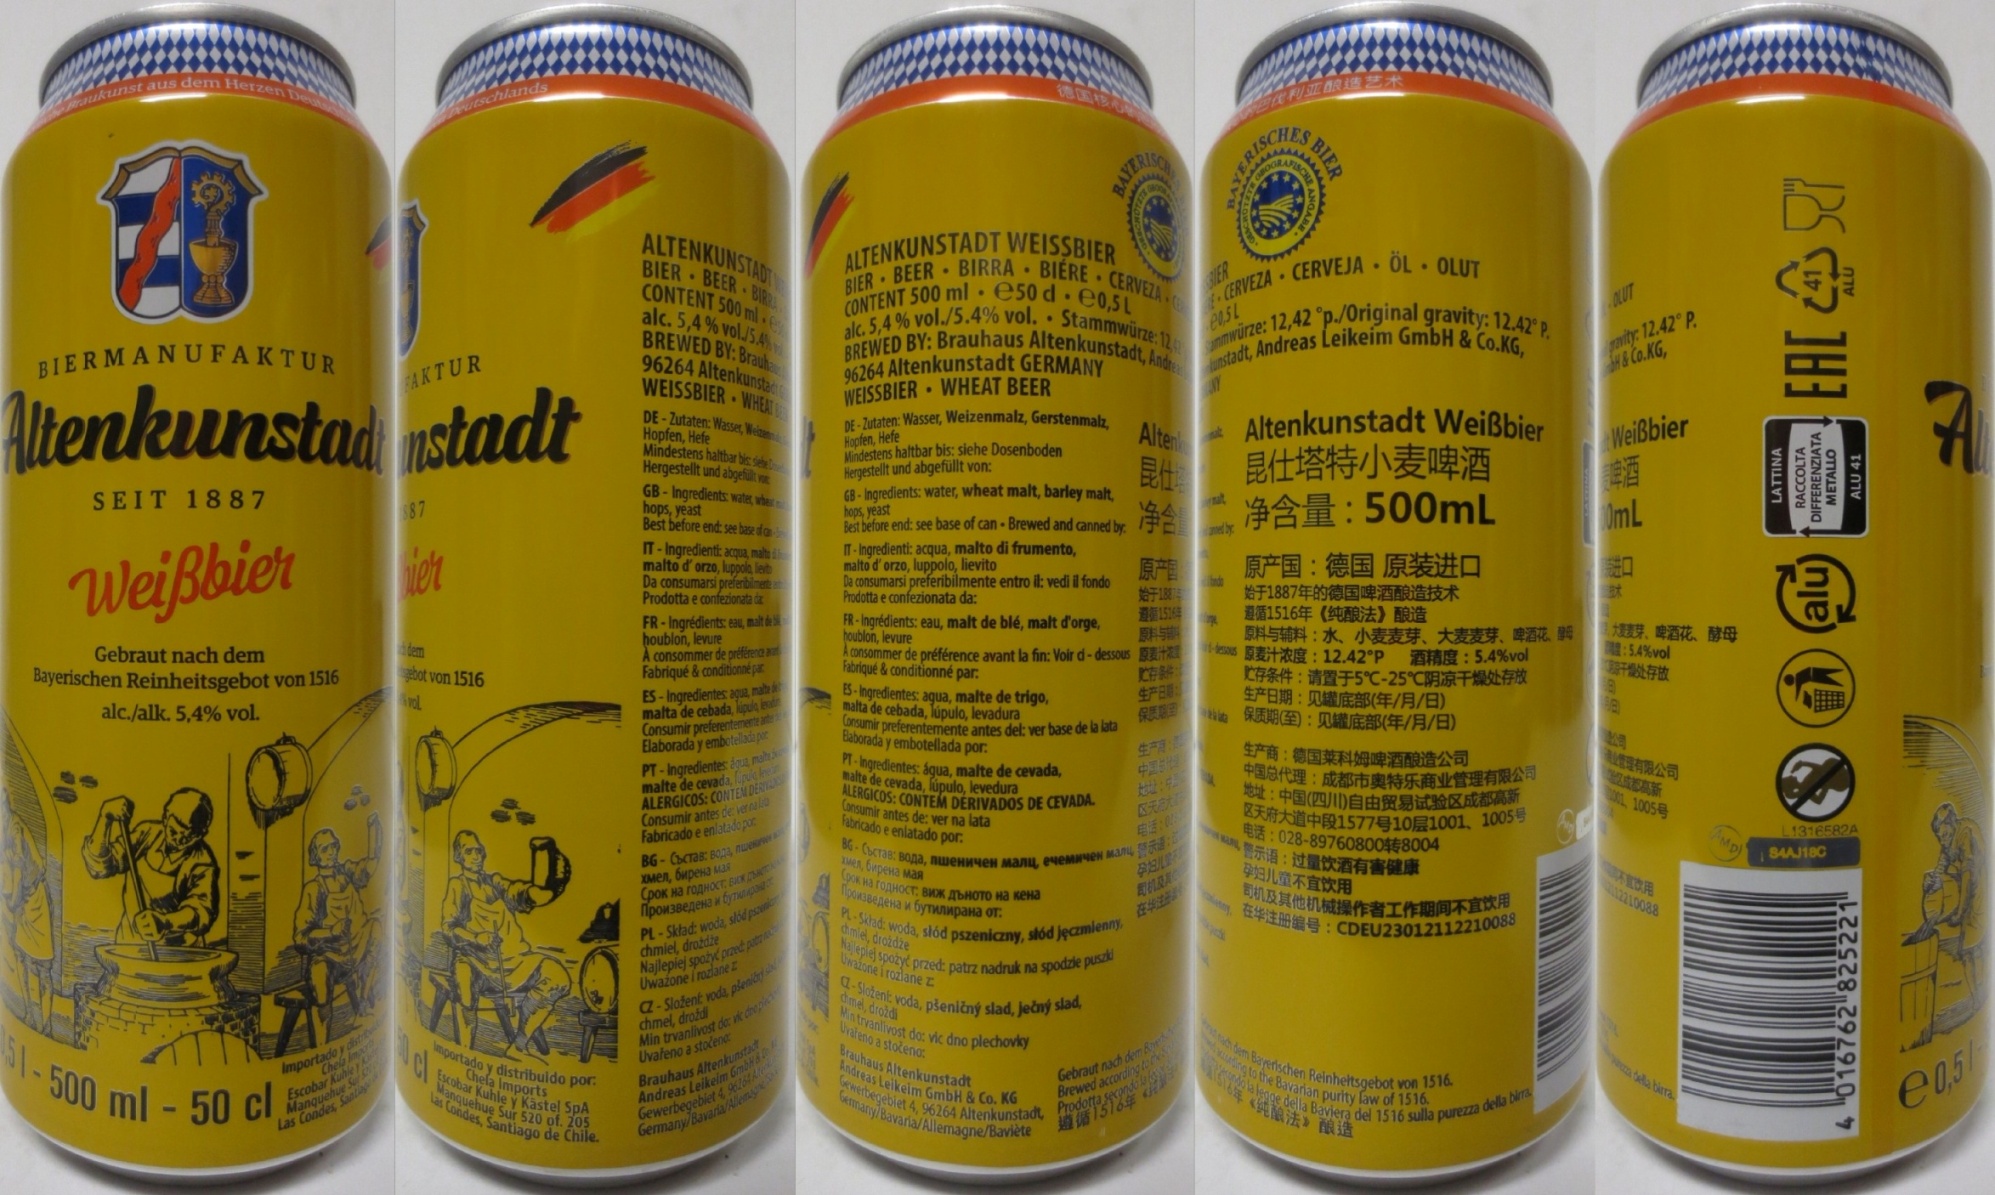 Braukunst aus dem Herzen
BIERMANUFAKTUR
Altenkunstadt
SEIT 1887
Weißbier
Gebraut nach dem
Bayerischen Reinheitsgebot von 1516
alc./alk. 5,4% vol.
500 ml - 50 cl
Deutschlands
Importado y distribuido por:
Chela Imports
Escobar Kuhle y Kästel SpA
Manquehue Sur 520 of. 205
Las Condes, Santiago de Chile.
ALTENKUNSTADT WEISSBIER
BIER · BEER · BIRRA · BIÉRE · CERVEZA
CONTENT 500 ml · ℮50 d · ℮0,5 L
alc. 5,4 % vol./5.4% vol. · Stammwürze:
BREWED BY: Brauhaus Altenkunstadt,
96264 Altenkunstadt GERMANY
WEISSBIER · WHEAT BEER
DE - Zutaten: Wasser, Weizenmalz, Gerstenmalz,
Hopfen, Hefe
Mindestens haltbar bis: siehe Dosenboden
Hergestellt und abgefüllt von:
GB - Ingredients: water, wheat malt, barley malt,
hops, yeast
Best before end: see base of can • Brewed and canned by:
IT - Ingredienti: acqua, malto di frumento,
malto d' orzo, luppolo, lievito
Da consumarsi preferibilmente entro il: vedi il fondo
Prodotta e confezionata da:
FR - Ingrédients: eau, malt de blé, malt d'orge,
houblon, levure
À consommer de préférence avant la fin: Voir d - dessous
Fabriqué & conditionné par:
ES - Ingredientes: agua, malte de trigo,
malta de cebada, lúpulo, levadura
Consumir preferentemente antes del: ver base de la lata
Elaborada y embotellada por:
PT - Ingredientes: água, malte de cevada,
malte de cevada, lúpulo, levedura
ALERGICOS: CONTEM DERIVADOS DE CEVADA.
Consumir antes de: ver na lata
Fabricado e enlatado por:
BG - Състав: вода, пшеничен малц, ечемичен малц,
хмел, бирена мая
Срок на годност: виж дъното на кена
Произведена и бутилирана от:
PL - Skład: woda, słód pszeniczny, słód jęczmienny,
chmiel, drożdże
Najlepiej spożyć przed: patrz nadruk na spodzie puszki
Uważone i rozlane z:
CZ - Složení: voda, pšeničný slad, ječný slad,
chmel, droždí
Min trvanlivost do: vic dno plechovky
Uvařeno a stočeno:
Brauhaus Altenkunstadt
Andreas Leikeim GmbH & Co. KG
Gewerbegebiet 4, 96264 Altenkunstadt,
Germany/Bavaria/Allemagne/Bavière
BAYERISCHES BIER
GESCHÜTZTE GEOGRAFISCHE ANGABE
CERVEZA · CERVEJA · ÖL · OLUT
Stammwürze: 12,42 °p./Original gravity: 12.42° P.
Andreas Leikeim GmbH & Co.KG,
Altenkunstadt Weißbier
昆仕塔特小麦啤酒
净含量：500mL
原产国：德国 原装进口
始于1887年的德国啤酒酿造技术
遵循1516年《纯酿法》酿造
原料与辅料：水、小麦麦芽、大麦麦芽、啤酒花、酵母
原麦汁浓度：12.42°P 酒精度：5.4%vol
贮存条件：请置于5℃-25℃阴凉干燥处存放
生产日期：见罐底部(年/月/日)
保质期(至)：见罐底部(年/月/日)
生产商：德国莱科姆啤酒酿造公司
中国总代理：成都市奥特乐商业管理有限公司
地址：中国(四川)自由贸易试验区成都高新
区天府大道中段1577号10层1001、1005号
电话：028-89760800转8004
警示语：过量饮酒有害健康
孕妇儿童不宜饮用
司机及其他机械操作者工作期间不宜饮用
在华注册编号：CDEU23012112210088
Gebraut nach dem Bayerischen Reinheitsgebot von 1516.
Brewed according to the Bavarian purity law of 1516.
Prodotta secondo la legge della Baviera del 1516 sulla purezza della birra.
遵循1516年《纯酿法》酿造
41
ALU
EAC
LATTINA
RACCOLTA
DIFFERENZIATA
METALLO
ALU 41
alu
L1316582A
S4AJ18C
4 016762 825221
℮ 0,5 l